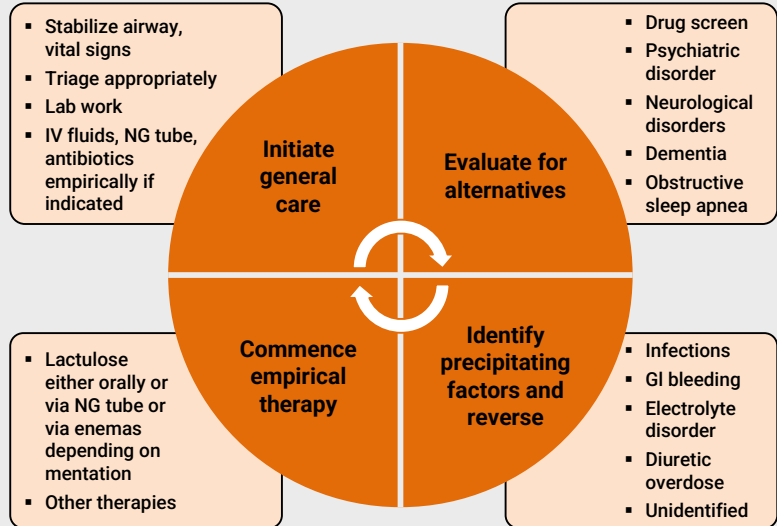 ▪ Stabilize airway,
vital signs
▪ Triage appropriately
▪ Lab work
▪ IV fluids, NG tube,
antibiotics
empirically if
indicated
Initiate
general
care
Evaluate for
alternatives
▪ Drug screen
▪ Psychiatric
disorder
▪ Neurological
disorders
▪ Dementia
▪ Obstructive
sleep apnea
▪ Lactulose
either orally or
via NG tube or
via enemas
depending on
mentation
▪ Other therapies
Commence
empirical
therapy
Identify
precipitating
factors and
reverse
▪ Infections
▪ GI bleeding
▪ Electrolyte
disorder
▪ Diuretic
overdose
▪ Unidentified